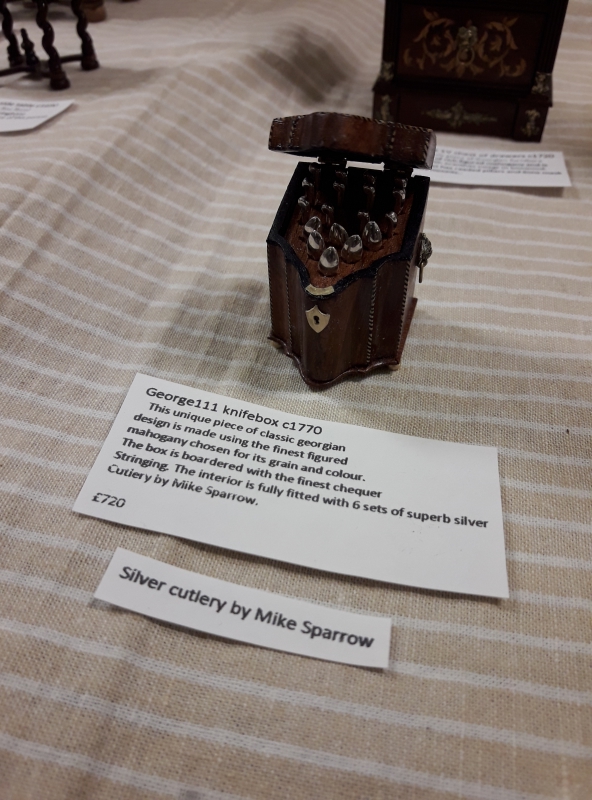 George111 knifebox c1770
This unique piece of classic georgian
design is made using the finest figured
mahogany chosen for its grain and colour.
The box is boardered with the finest chequer
Stringing. The interior is fully fitted with 6 sets of superb silver
Cutlery by Mike Sparrow.
£720
Silver cutlery by Mike Sparrow